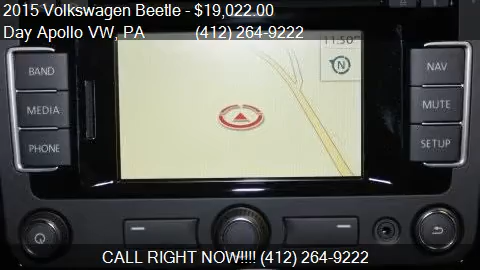 2015 Volkswagen Beetle - $19,022.00
Day Apollo VW, PA (412) 264-9222
11:50
N
BAND
MEDIA
PHONE
NAV
MUTE
SETUP
CALL RIGHT NOW!!!! (412) 264-9222